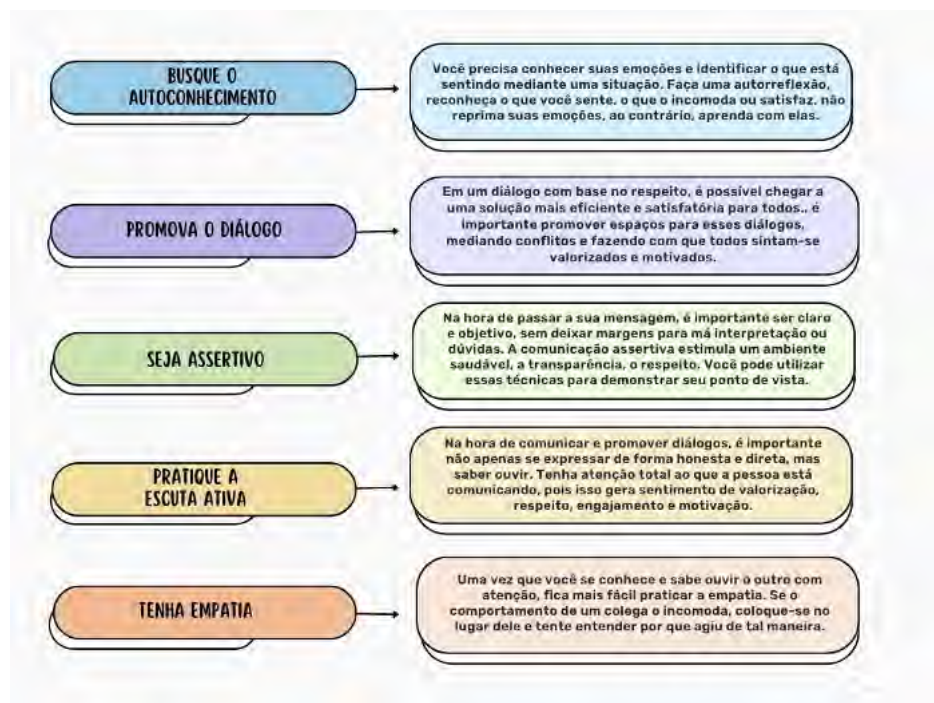 BUSQUE O
AUTOCONHECIMENTO
Você precisa conhecer suas emoções e identificar o que está
sentindo mediante uma situação. Faça uma autorreflexão,
reconheça o que você sente, o que o incomoda ou satisfaz, não
reprima suas emoções, ao contrário, aprenda com elas.
PROMOVA O DIÁLOGO
Em um diálogo com base no respeito, é possível chegar a
uma solução mais eficiente e satisfatória para todos., é
importante promover espaços para esses diálogos,
mediando conflitos e fazendo com que todos sintam-se
valorizados e motivados.
SEJA ASSERTIVO
Na hora de passar a sua mensagem, é importante ser claro
e objetivo, sem deixar margens para má interpretação ou
dúvidas. A comunicação assertiva estimula um ambiente
saudável, a transparência, o respeito. Você pode utilizar
essas técnicas para demonstrar seu ponto de vista.
PRATIQUE A
ESCUTA ATIVA
Na hora de comunicar e promover diálogos, é importante
não apenas se expressar de forma honesta e direta, mas
saber ouvir. Tenha atenção total ao que a pessoa está
comunicando, pois isso gera sentimento de valorização,
respeito, engajamento e motivação.
TENHA EMPATIA
Uma vez que você se conhece e sabe ouvir o outro com
atenção, fica mais fácil praticar a empatia. Se o
comportamento de um colega o incomoda, coloque-se no
lugar dele e tente entender por que agiu de tal maneira.